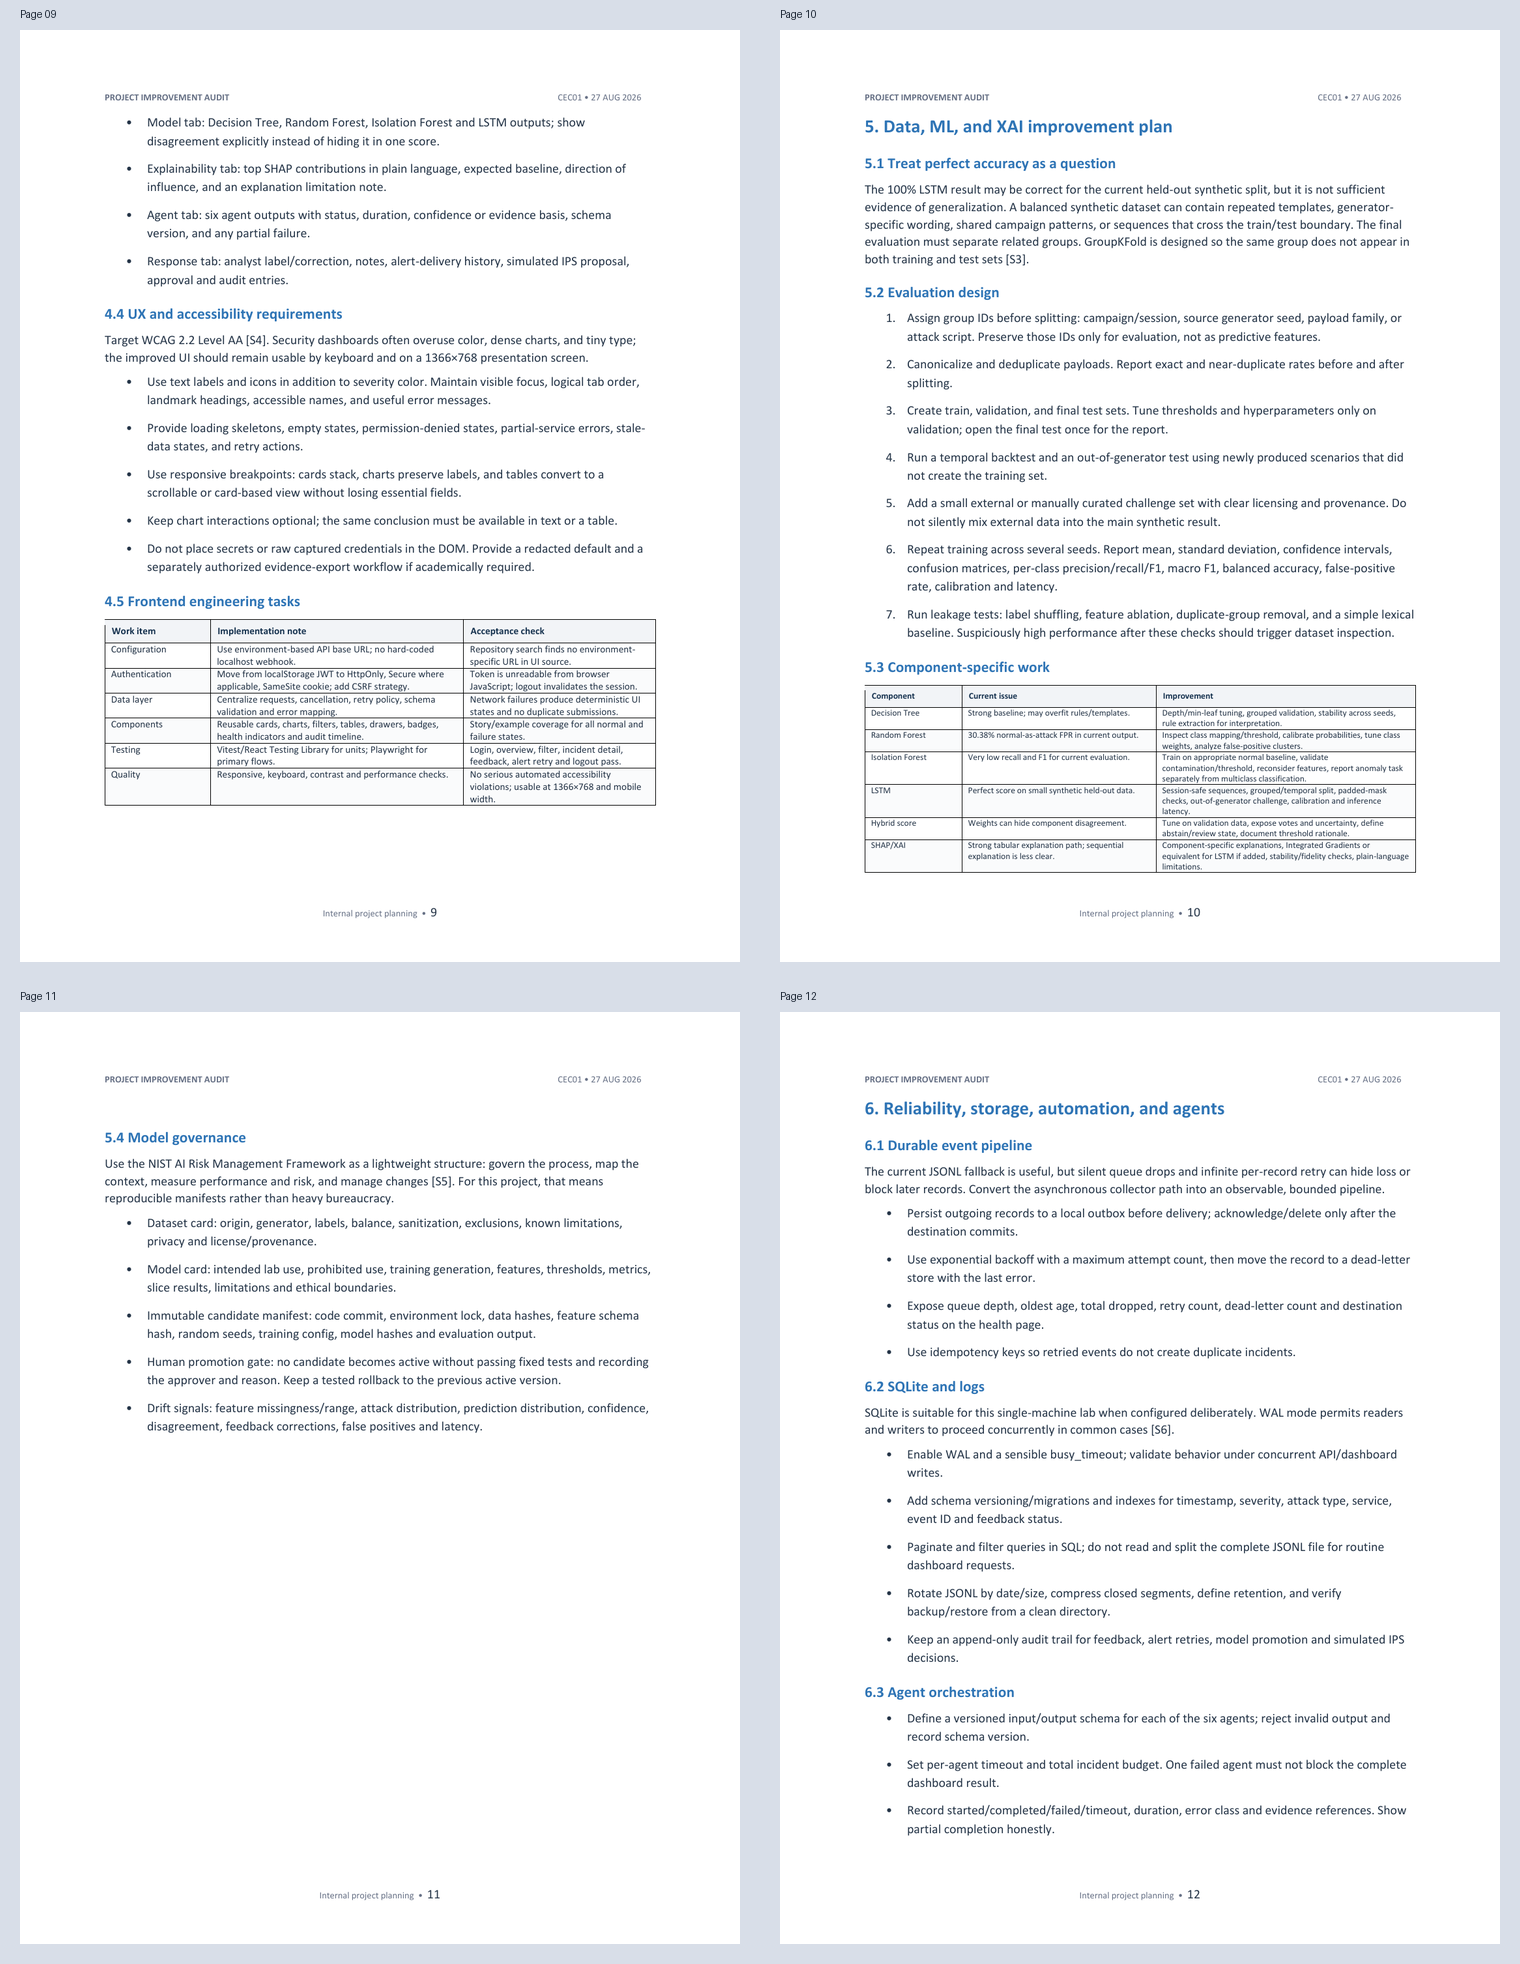 Page 09
PROJECT IMPROVEMENT AUDIT
CEC01 • 27 AUG 2026
• Model tab: Decision Tree, Random Forest, Isolation Forest and LSTM outputs; show
disagreement explicitly instead of hiding it in one score.
• Explainability tab: top SHAP contributions in plain language, expected baseline, direction of
influence, and an explanation limitation note.
• Agent tab: six agent outputs with status, duration, confidence or evidence basis, schema
version, and any partial failure.
• Response tab: analyst label/correction, notes, alert-delivery history, simulated IPS proposal,
approval and audit entries.
4.4 UX and accessibility requirements
Target WCAG 2.2 Level AA [S4]. Security dashboards often overuse color, dense charts, and tiny type;
the improved UI should remain usable by keyboard and on a 1366×768 presentation screen.
• Use text labels and icons in addition to severity color. Maintain visible focus, logical tab order,
landmark headings, accessible names, and useful error messages.
• Provide loading skeletons, empty states, permission-denied states, partial-service errors, stale-
data states, and retry actions.
• Use responsive breakpoints: cards stack, charts preserve labels, and tables convert to a
scrollable or card-based view without losing essential fields.
• Keep chart interactions optional; the same conclusion must be available in text or a table.
• Do not place secrets or raw captured credentials in the DOM. Provide a redacted default and a
separately authorized evidence-export workflow if academically required.
4.5 Frontend engineering tasks
Work item
Implementation note
Acceptance check
Configuration
Use environment-based API base URL; no hard-coded
localhost webhook.
Repository search finds no environment-
specific URL in UI source.
Authentication
Move from localStorage JWT to HttpOnly, Secure where
applicable, SameSite cookie; add CSRF strategy.
Token is unreadable from browser
JavaScript; logout invalidates the session.
Data layer
Centralize requests, cancellation, retry policy, schema
validation and error mapping.
Network failures produce deterministic UI
states and no duplicate submissions.
Components
Reusable cards, charts, filters, tables, drawers, badges,
health indicators and audit timeline.
Story/example coverage for all normal and
failure states.
Testing
Vitest/React Testing Library for units; Playwright for
primary flows.
Login, overview, filter, incident detail,
feedback, alert retry and logout pass.
Quality
Responsive, keyboard, contrast and performance checks.
No serious automated accessibility
violations; usable at 1366×768 and mobile
width.
Internal project planning • 9
Page 10
PROJECT IMPROVEMENT AUDIT
CEC01 • 27 AUG 2026
5. Data, ML, and XAI improvement plan
5.1 Treat perfect accuracy as a question
The 100% LSTM result may be correct for the current held-out synthetic split, but it is not sufficient
evidence of generalization. A balanced synthetic dataset can contain repeated templates, generator-
specific wording, shared campaign patterns, or sequences that cross the train/test boundary. The final
evaluation must separate related groups. GroupKFold is designed so the same group does not appear in
both training and test sets [S3].
5.2 Evaluation design
1. Assign group IDs before splitting: campaign/session, source generator seed, payload family, or
attack script. Preserve those IDs only for evaluation, not as predictive features.
2. Canonicalize and deduplicate payloads. Report exact and near-duplicate rates before and after
splitting.
3. Create train, validation, and final test sets. Tune thresholds and hyperparameters only on
validation; open the final test once for the report.
4. Run a temporal backtest and an out-of-generator test using newly produced scenarios that did
not create the training set.
5. Add a small external or manually curated challenge set with clear licensing and provenance. Do
not silently mix external data into the main synthetic result.
6. Repeat training across several seeds. Report mean, standard deviation, confidence intervals,
confusion matrices, per-class precision/recall/F1, macro F1, balanced accuracy, false-positive
rate, calibration and latency.
7. Run leakage tests: label shuffling, feature ablation, duplicate-group removal, and a simple lexical
baseline. Suspiciously high performance after these checks should trigger dataset inspection.
5.3 Component-specific work
Component
Current issue
Improvement
Decision Tree
Strong baseline; may overfit rules/templates.
Depth/min-leaf tuning, grouped validation, stability across seeds,
rule extraction for interpretation.
Random Forest
30.38% normal-as-attack FPR in current output.
Inspect class mapping/threshold, calibrate probabilities, tune class
weights, analyze false-positive clusters.
Isolation Forest
Very low recall and F1 for current evaluation.
Train on appropriate normal baseline, validate
contamination/threshold, reconsider features, report anomaly task
separately from multiclass classification.
LSTM
Perfect score on small synthetic held-out data.
Session-safe sequences, grouped/temporal split, padded-mask
checks, out-of-generator challenge, calibration and inference
latency.
Hybrid score
Weights can hide component disagreement.
Tune on validation data, expose votes and uncertainty, define
abstain/review state, document threshold rationale.
SHAP/XAI
Strong tabular explanation path; sequential
explanation is less clear.
Component-specific explanations, Integrated Gradients or
equivalent for LSTM if added, stability/fidelity checks, plain-language
limitations.
Internal project planning • 10
Page 11
PROJECT IMPROVEMENT AUDIT
CEC01 • 27 AUG 2026
5.4 Model governance
Use the NIST AI Risk Management Framework as a lightweight structure: govern the process, map the
context, measure performance and risk, and manage changes [S5]. For this project, that means
reproducible manifests rather than heavy bureaucracy.
• Dataset card: origin, generator, labels, balance, sanitization, exclusions, known limitations,
privacy and license/provenance.
• Model card: intended lab use, prohibited use, training generation, features, thresholds, metrics,
slice results, limitations and ethical boundaries.
• Immutable candidate manifest: code commit, environment lock, data hashes, feature schema
hash, random seeds, training config, model hashes and evaluation output.
• Human promotion gate: no candidate becomes active without passing fixed tests and recording
the approver and reason. Keep a tested rollback to the previous active version.
• Drift signals: feature missingness/range, attack distribution, prediction distribution, confidence,
disagreement, feedback corrections, false positives and latency.
Internal project planning • 11
Page 12
PROJECT IMPROVEMENT AUDIT
CEC01 • 27 AUG 2026
6. Reliability, storage, automation, and agents
6.1 Durable event pipeline
The current JSONL fallback is useful, but silent queue drops and infinite per-record retry can hide loss or
block later records. Convert the asynchronous collector path into an observable, bounded pipeline.
• Persist outgoing records to a local outbox before delivery; acknowledge/delete only after the
destination commits.
• Use exponential backoff with a maximum attempt count, then move the record to a dead-letter
store with the last error.
• Expose queue depth, oldest age, total dropped, retry count, dead-letter count and destination
status on the health page.
• Use idempotency keys so retried events do not create duplicate incidents.
6.2 SQLite and logs
SQLite is suitable for this single-machine lab when configured deliberately. WAL mode permits readers
and writers to proceed concurrently in common cases [S6].
• Enable WAL and a sensible busy_timeout; validate behavior under concurrent API/dashboard
writes.
• Add schema versioning/migrations and indexes for timestamp, severity, attack type, service,
event ID and feedback status.
• Paginate and filter queries in SQL; do not read and split the complete JSONL file for routine
dashboard requests.
• Rotate JSONL by date/size, compress closed segments, define retention, and verify
backup/restore from a clean directory.
• Keep an append-only audit trail for feedback, alert retries, model promotion and simulated IPS
decisions.
6.3 Agent orchestration
• Define a versioned input/output schema for each of the six agents; reject invalid output and
record schema version.
• Set per-agent timeout and total incident budget. One failed agent must not block the complete
dashboard result.
• Record started/completed/failed/timeout, duration, error class and evidence references. Show
partial completion honestly.
Internal project planning • 12